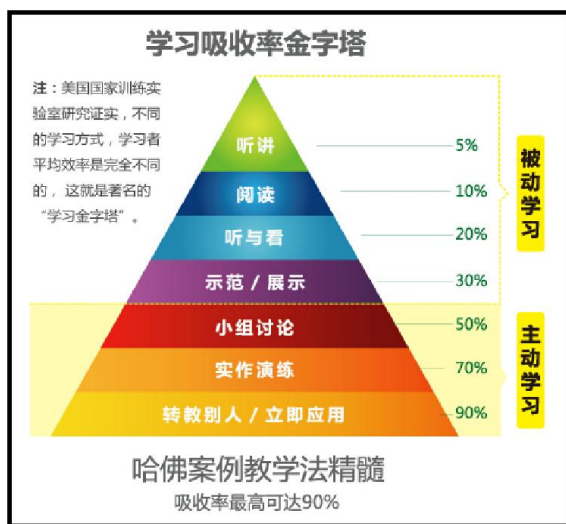 学习吸收率金字塔
注：美国国家训练实
验室研究证实，不同
的学习方式，学习者
平均效率是完全不同
的，这就是著名的
“学习金字塔”。
听讲 5%
阅读 10%
听与看 20%
示范 / 展示 30%
被动学习
小组讨论 50%
实作演练 70%
转教别人 / 立即应用 90%
主动学习
哈佛案例教学法精髓
吸收率最高可达90%